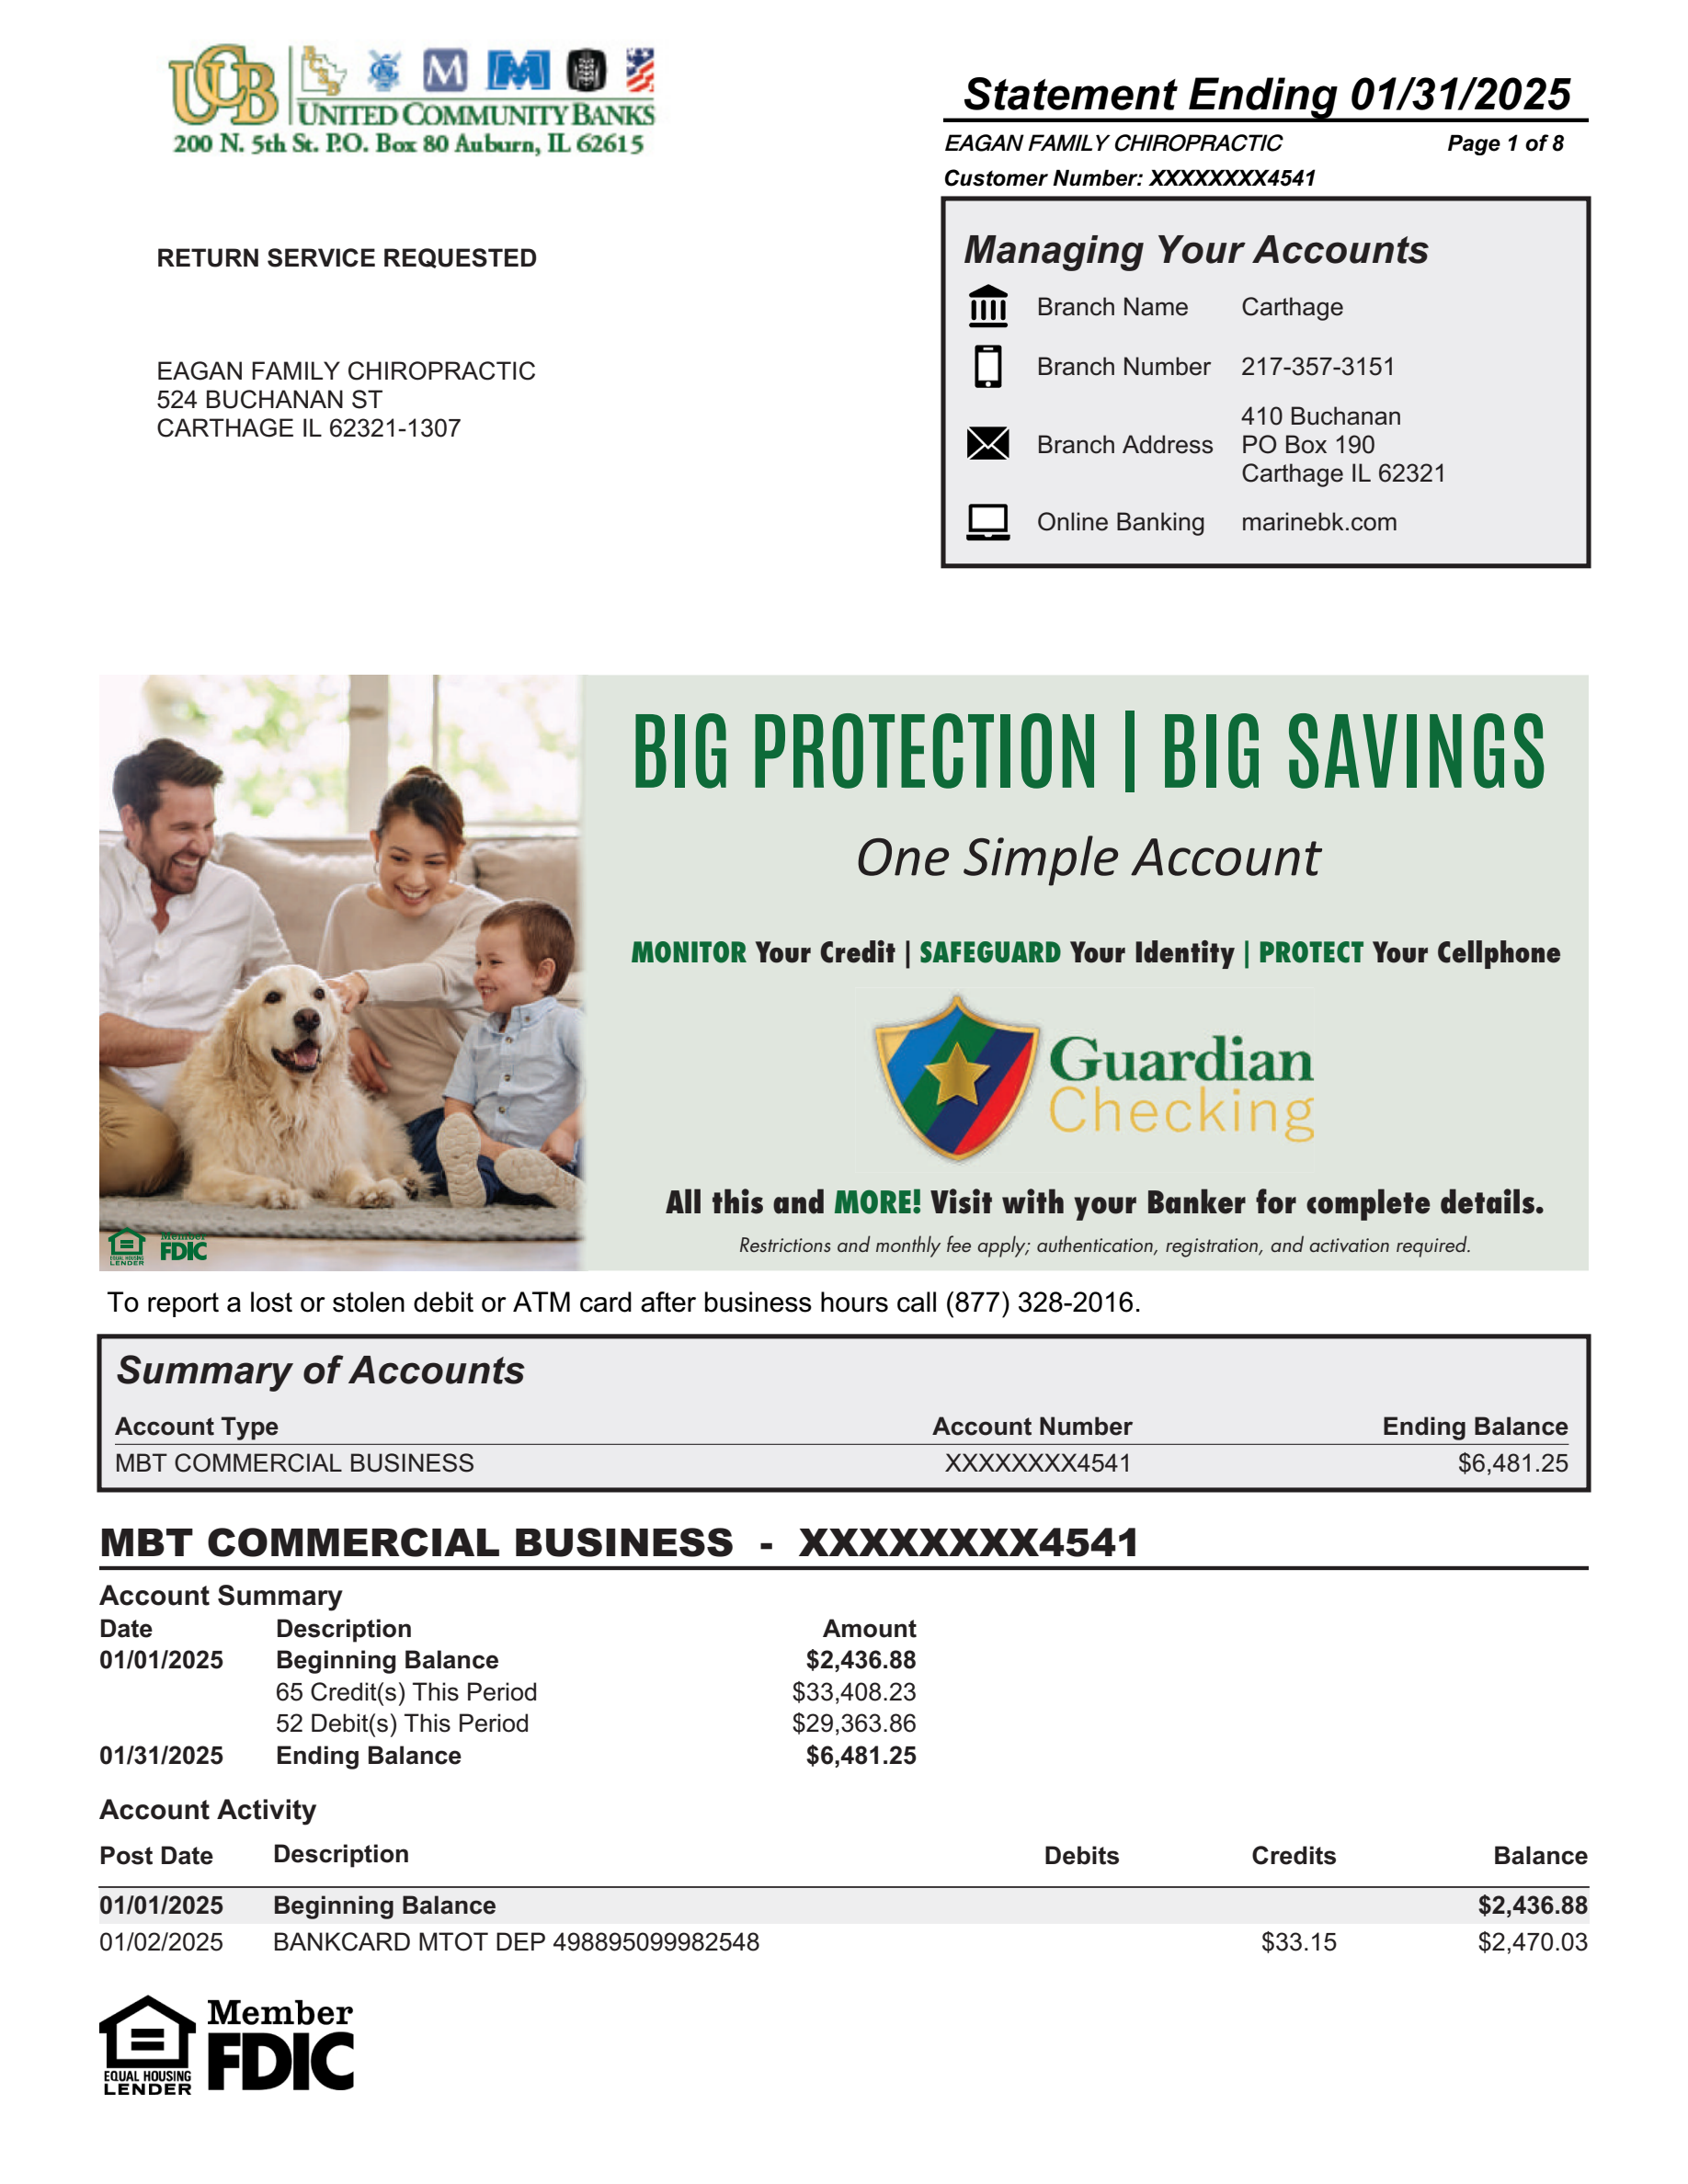 UCB
UNITED COMMUNITY BANKS
200 N. 5th St. P.O. Box 80 Auburn, IL 62615
Statement Ending 01/31/2025
EAGAN FAMILY CHIROPRACTIC Page 1 of 8
Customer Number: XXXXXXXX4541
RETURN SERVICE REQUESTED
EAGAN FAMILY CHIROPRACTIC
524 BUCHANAN ST
CARTHAGE IL 62321-1307
Managing Your Accounts
Branch Name Carthage
Branch Number 217-357-3151
Branch Address 410 Buchanan
PO Box 190
Carthage IL 62321
Online Banking marinebk.com
BIG PROTECTION | BIG SAVINGS
One Simple Account
MONITOR Your Credit | SAFEGUARD Your Identity | PROTECT Your Cellphone
Guardian
Checking
All this and MORE! Visit with your Banker for complete details.
Restrictions and monthly fee apply; authentication, registration, and activation required.
EQUAL HOUSING
LENDER
Member
FDIC
To report a lost or stolen debit or ATM card after business hours call (877) 328-2016.
Summary of Accounts
Account Type Account Number Ending Balance
MBT COMMERCIAL BUSINESS XXXXXXXX4541 $6,481.25
MBT COMMERCIAL BUSINESS - XXXXXXXX4541
Account Summary
Date Description Amount
01/01/2025 Beginning Balance $2,436.88
65 Credit(s) This Period $33,408.23
52 Debit(s) This Period $29,363.86
01/31/2025 Ending Balance $6,481.25
Account Activity
Post Date Description Debits Credits Balance
01/01/2025 Beginning Balance $2,436.88
01/02/2025 BANKCARD MTOT DEP 498895099982548 $33.15 $2,470.03
EQUAL HOUSING
LENDER
Member
FDIC